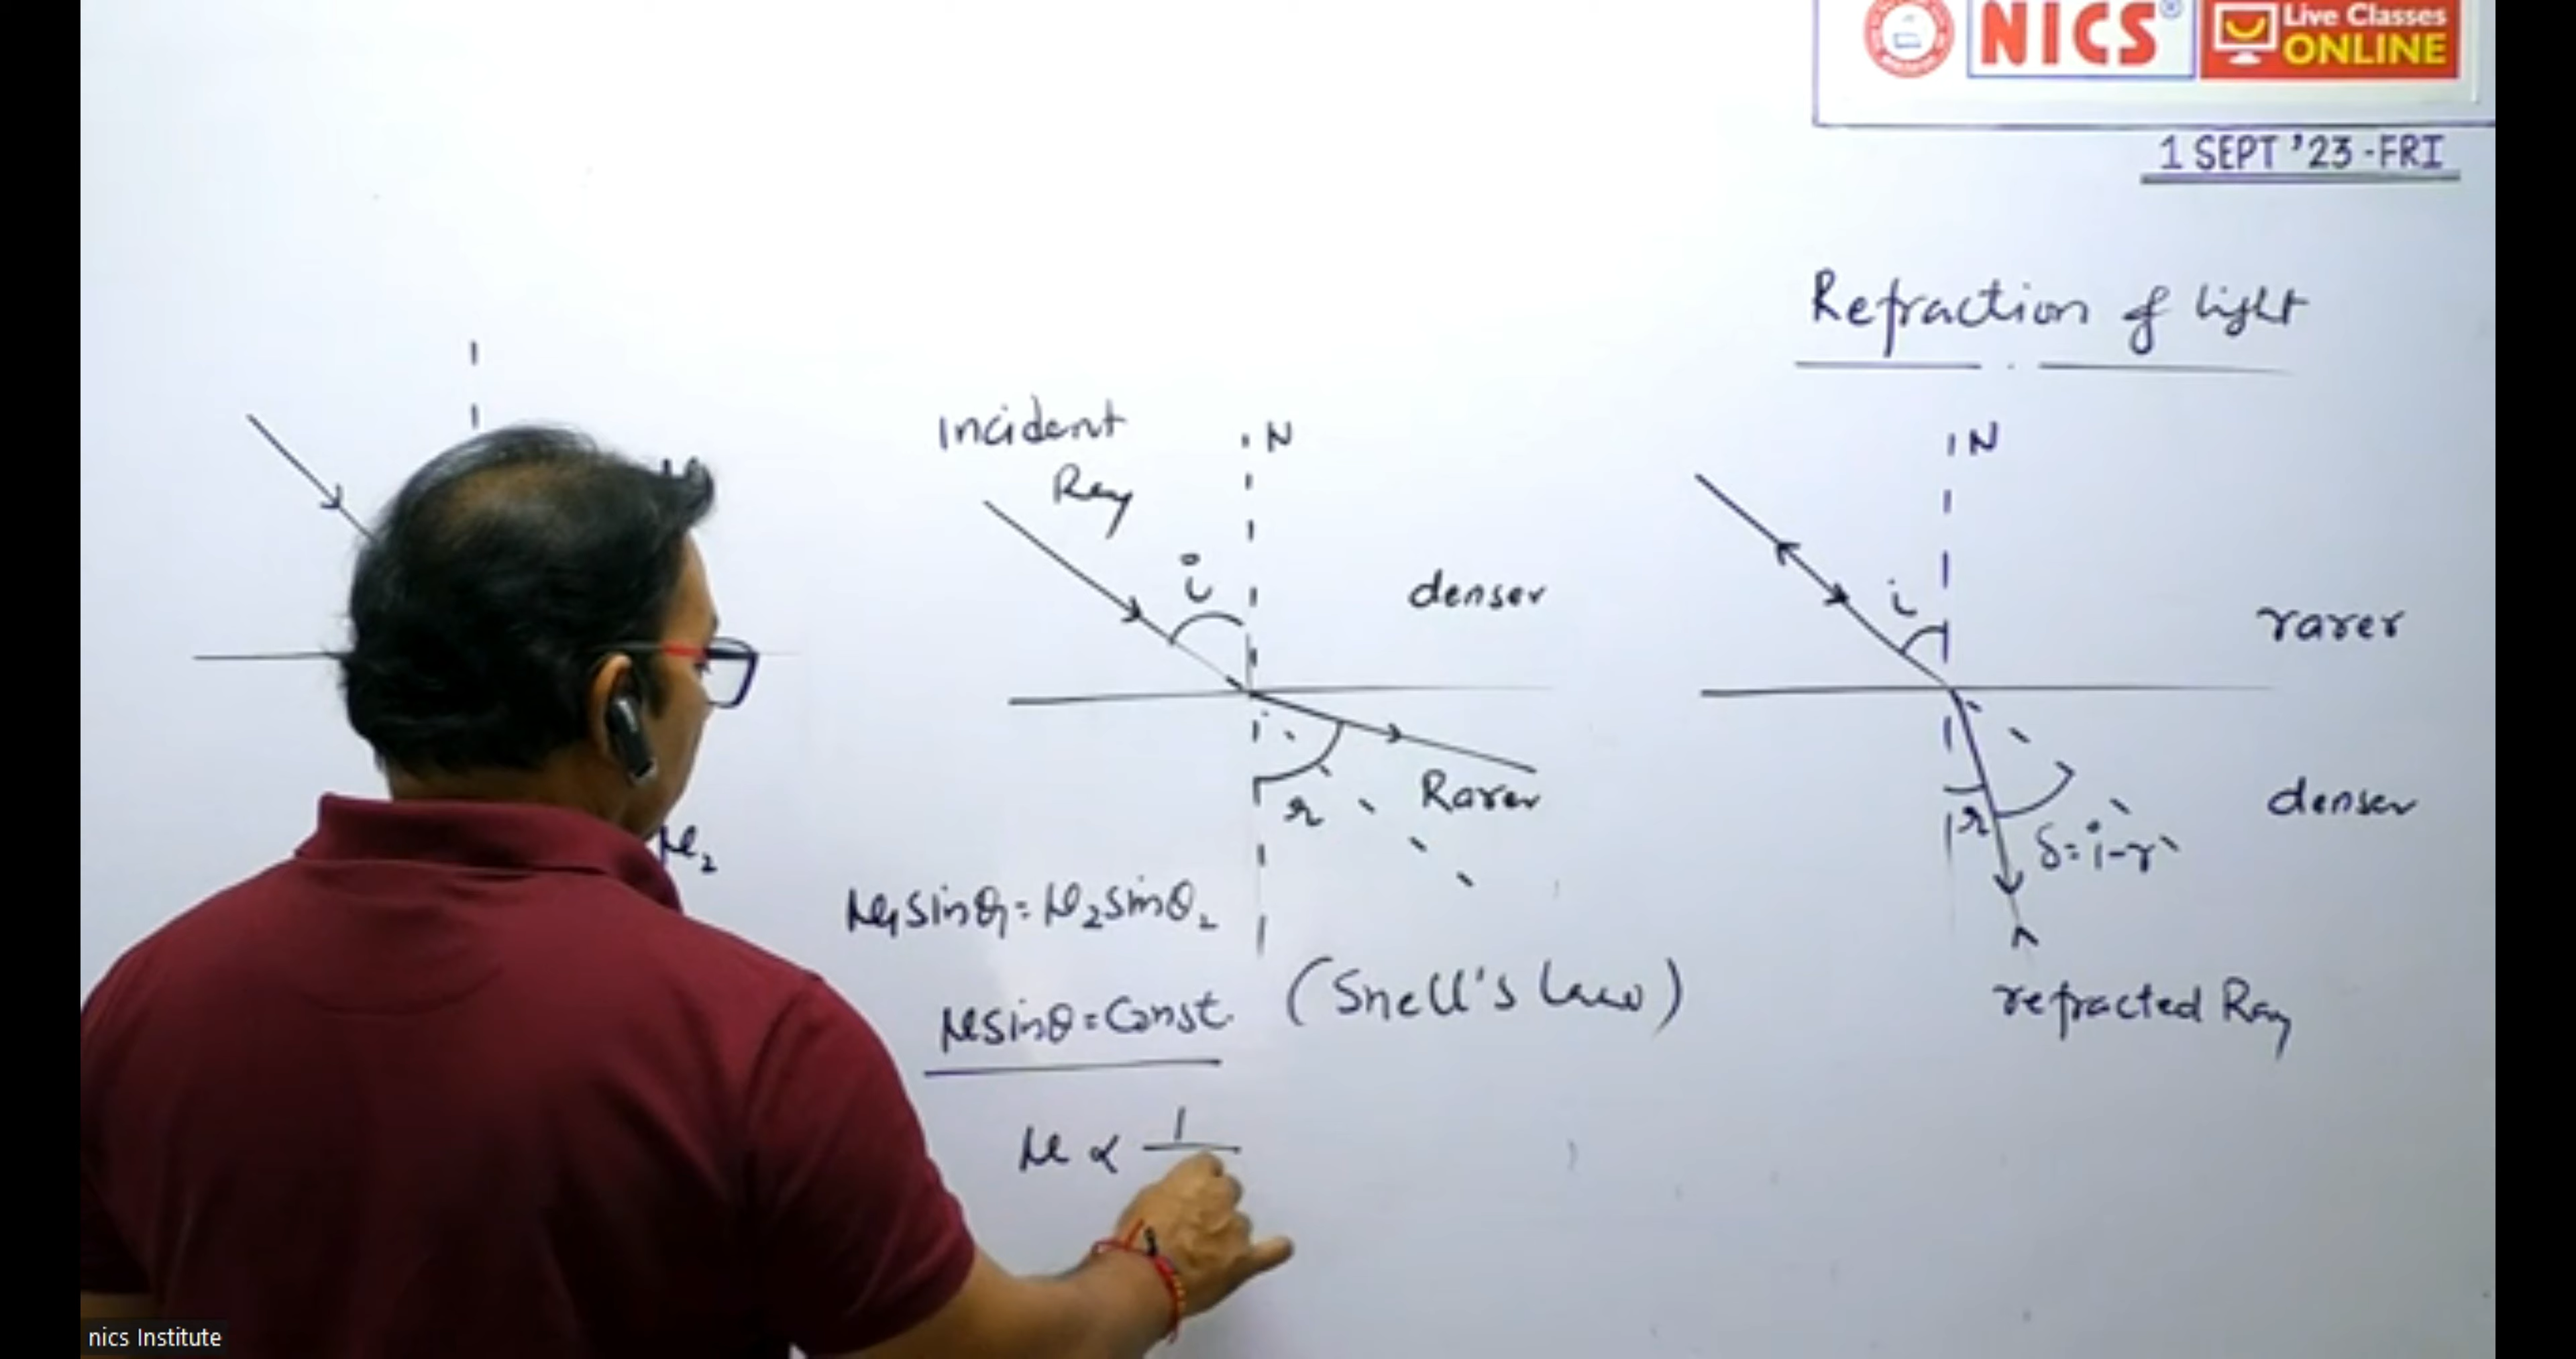 NICS®
Live Classes
ONLINE
1 SEPT '23 - FRI
Refraction of light
Incident
Ray
N
i
denser
r
Rarer
N
i
rarer
r
δ = i - r
denser
refracted Ray
μ₂
μ₁sinθ₁ = μ₂sinθ₂
μsinθ = Const.
(Snell's Law)
μ ∝ 1
nics Institute